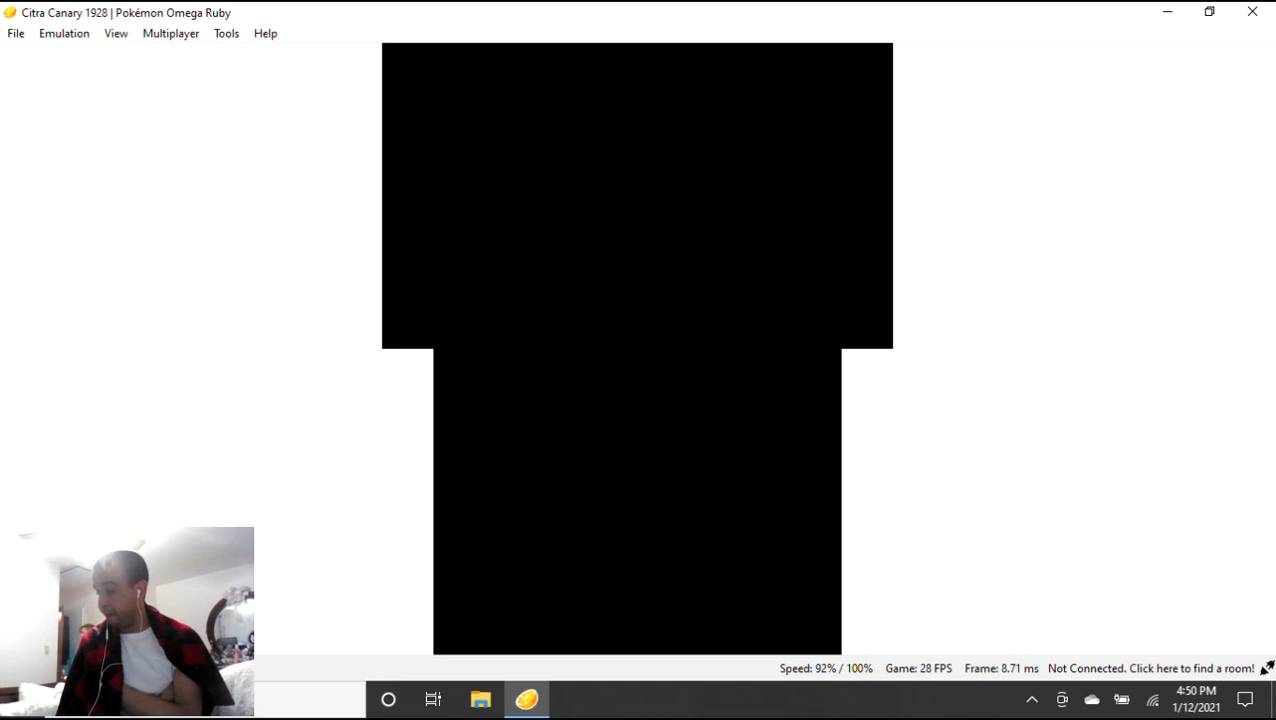 Citra Canary 1928 | Pokémon Omega Ruby
File Emulation View Multiplayer Tools Help
Speed: 92% / 100% Game: 28 FPS Frame: 8.71 ms Not Connected. Click here to find a room!
4:50 PM
1/12/2021